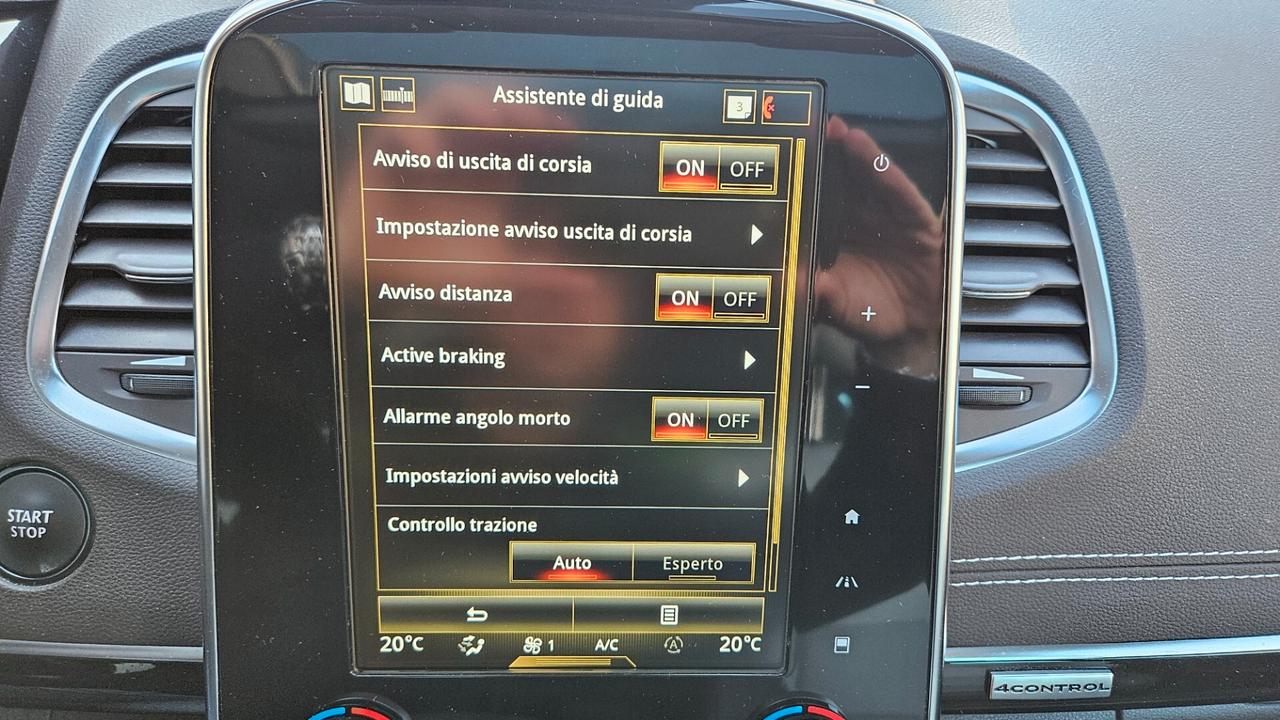 Assistente di guida
3
Avviso di uscita di corsia
ON OFF
Impostazione avviso uscita di corsia
Avviso distanza
ON OFF
Active braking
Allarme angolo morto
ON OFF
Impostazioni avviso velocità
Controllo trazione
Auto Esperto
20°C 1 A/C A 20°C
START
STOP
4CONTROL